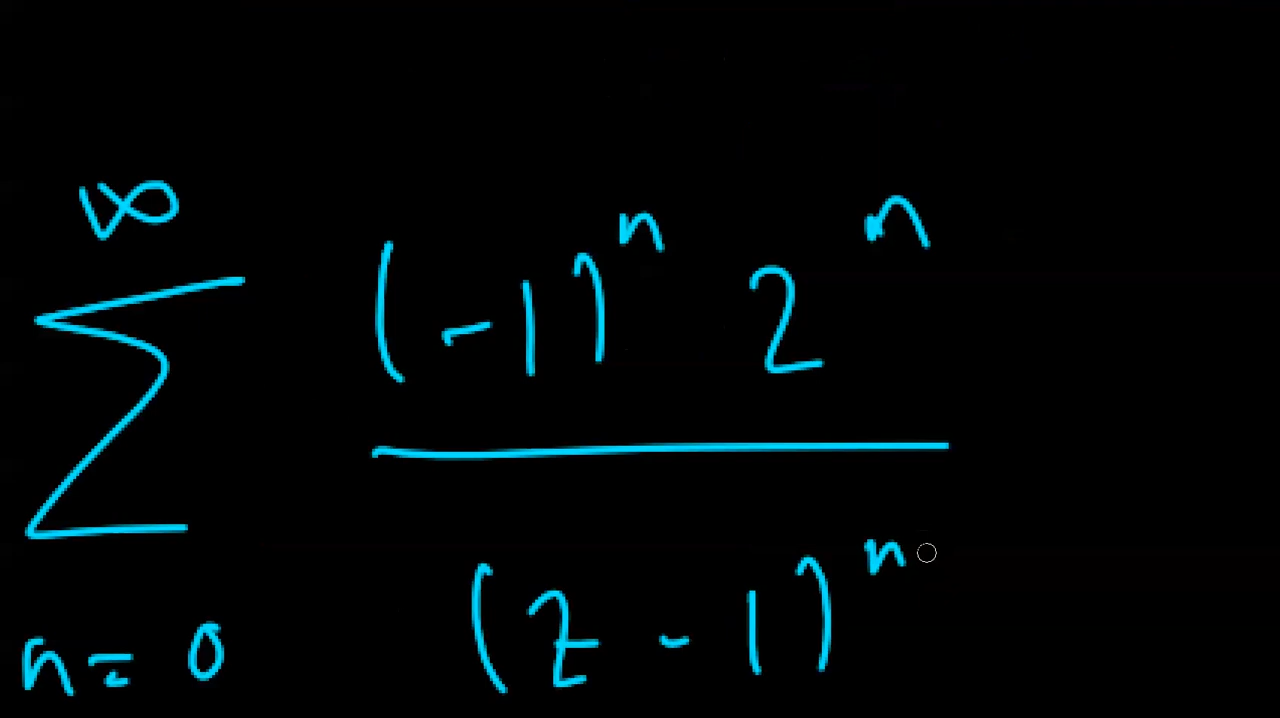 ∞
∑ (-1)^n 2^n
n=0 (z-1)^n